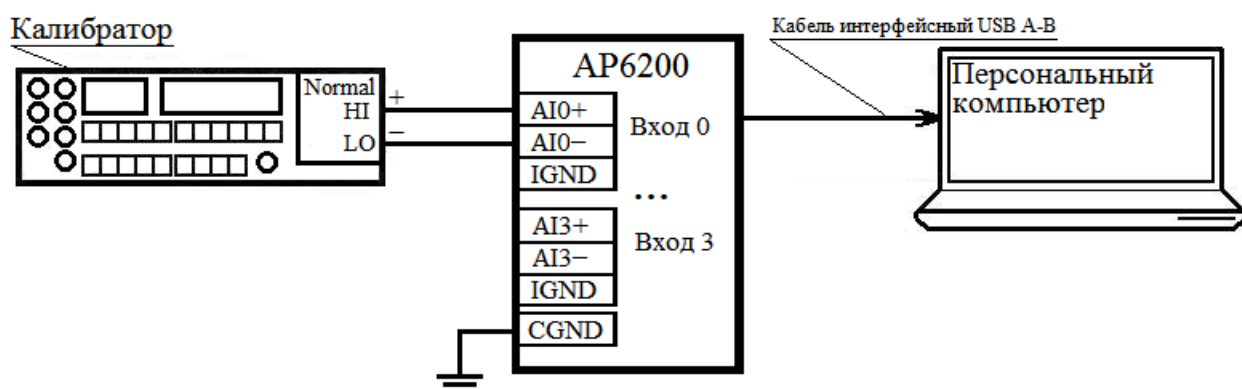 Калибратор
Normal
HI
LO
+
−
AP6200
AI0+
AI0−
IGND
Вход 0
...
AI3+
AI3−
IGND
CGND
Вход 3
Кабель интерфейсный USB A-B
Персональный
компьютер